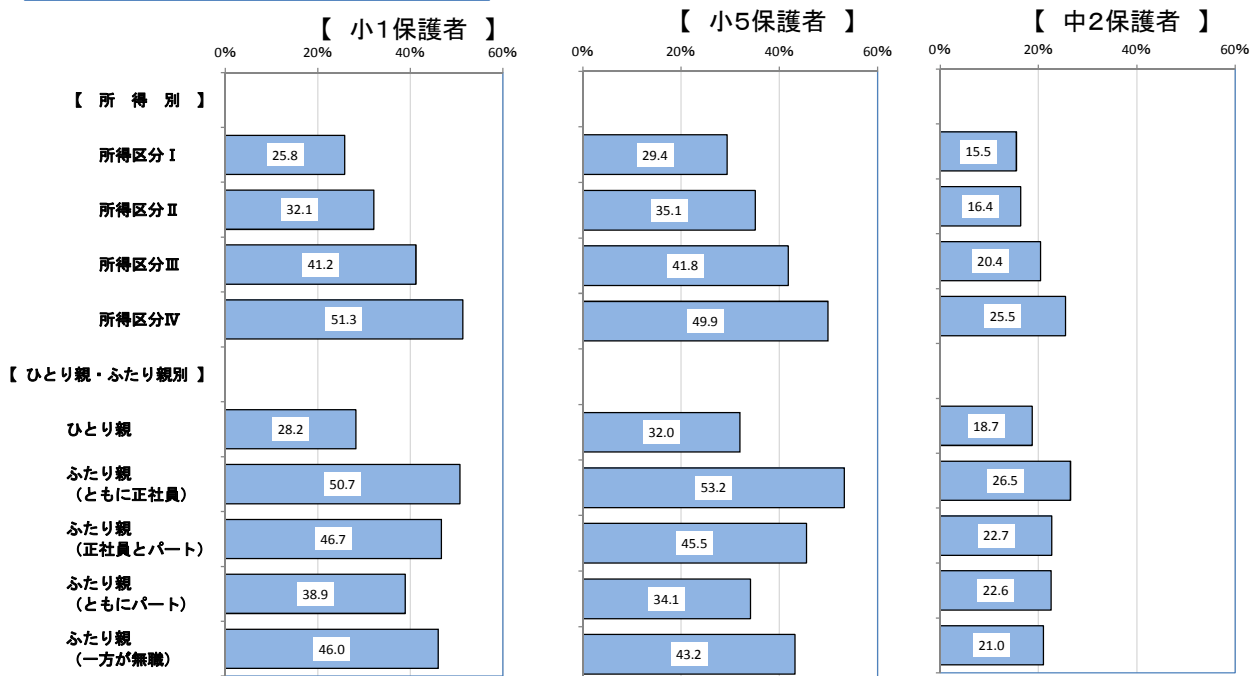 【 小1保護者 】
0% 20% 40% 60%
【 小5保護者 】
0% 20% 40% 60%
【 中2保護者 】
0% 20% 40% 60%
【 所 得 別 】
所得区分Ⅰ 25.8 29.4 15.5
所得区分Ⅱ 32.1 35.1 16.4
所得区分Ⅲ 41.2 41.8 20.4
所得区分Ⅳ 51.3 49.9 25.5
【 ひとり親・ふたり親別 】
ひとり親 28.2 32.0 18.7
ふたり親
（ともに正社員） 50.7 53.2 26.5
ふたり親
（正社員とパート） 46.7 45.5 22.7
ふたり親
（ともにパート） 38.9 34.1 22.6
ふたり親
（一方が無職） 46.0 43.2 21.0